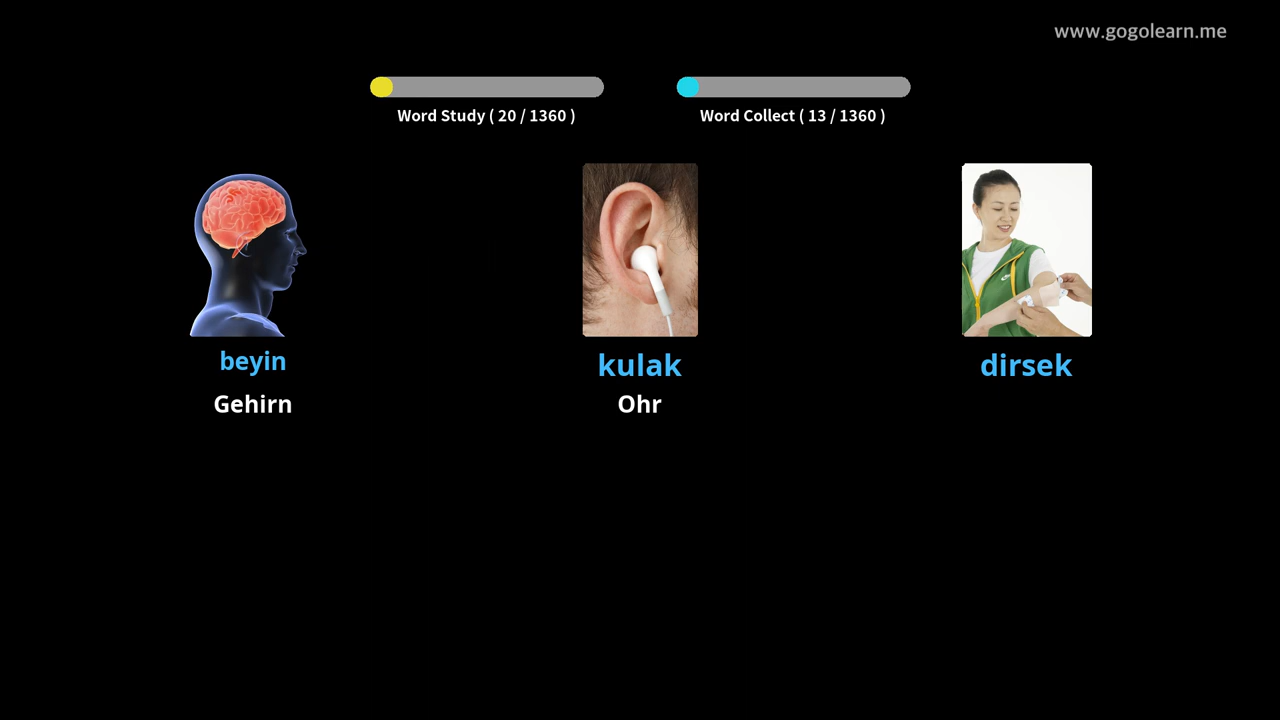 www.gogolearn.me
Word Study ( 20 / 1360 )
Word Collect ( 13 / 1360 )
beyin
kulak
dirsek
Gehirn
Ohr